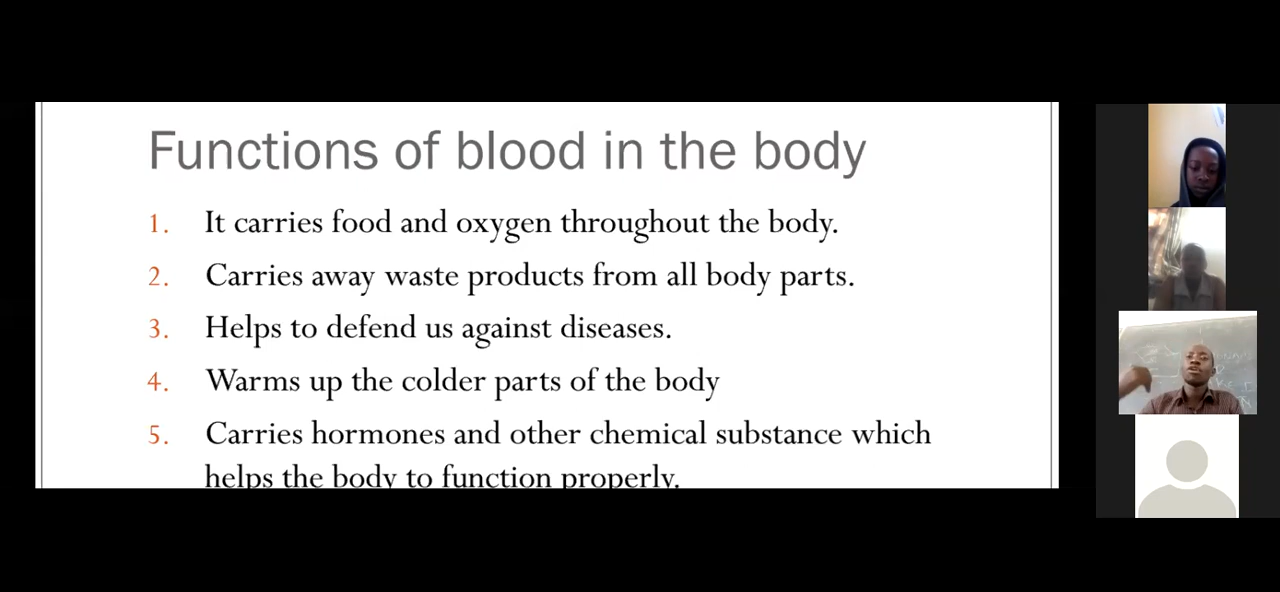 Functions of blood in the body
1. It carries food and oxygen throughout the body.
2. Carries away waste products from all body parts.
3. Helps to defend us against diseases.
4. Warms up the colder parts of the body
5. Carries hormones and other chemical substance which
helps the body to function properly.